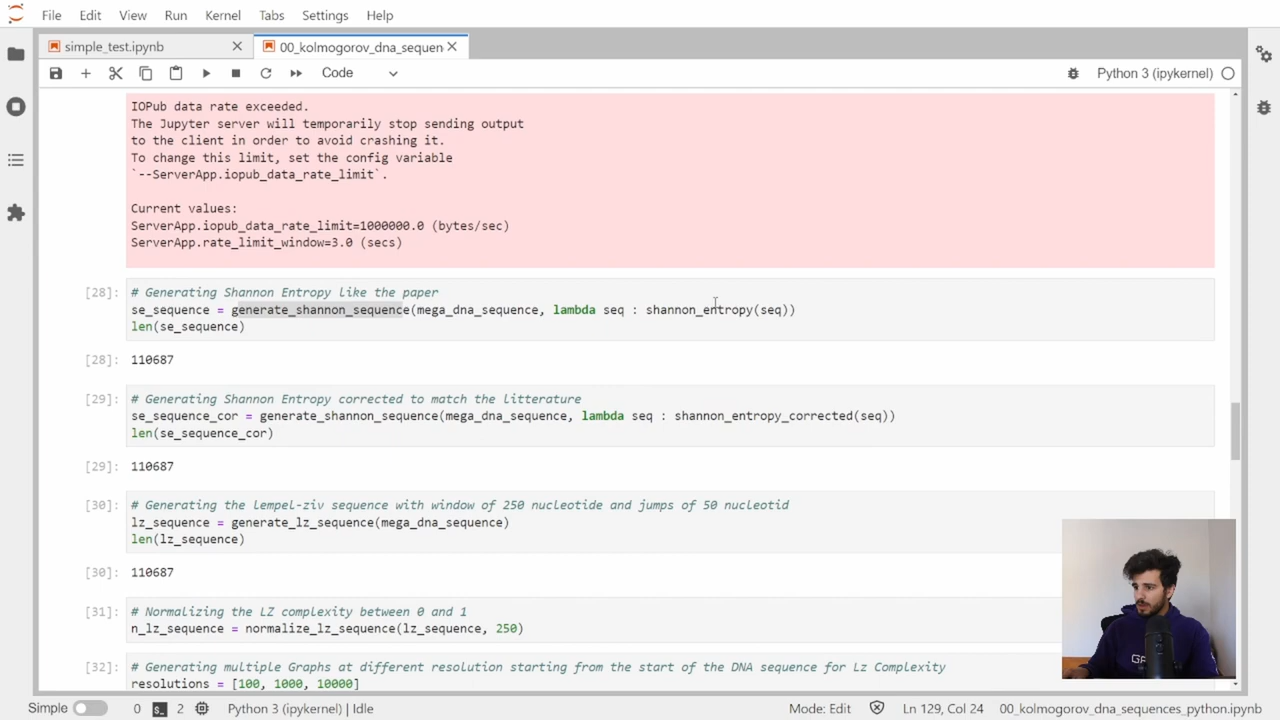 File Edit View Run Kernel Tabs Settings Help
simple_test.ipynb
00_kolmogorov_dna_sequen
Code
Python 3 (ipykernel)
IOPub data rate exceeded.
The Jupyter server will temporarily stop sending output
to the client in order to avoid crashing it.
To change this limit, set the config variable
`--ServerApp.iopub_data_rate_limit`.
Current values:
ServerApp.iopub_data_rate_limit=1000000.0 (bytes/sec)
ServerApp.rate_limit_window=3.0 (secs)
[28]: # Generating Shannon Entropy like the paper
se_sequence = generate_shannon_sequence(mega_dna_sequence, lambda seq : shannon_entropy(seq))
len(se_sequence)
[28]: 110687
[29]: # Generating Shannon Entropy corrected to match the litterature
se_sequence_cor = generate_shannon_sequence(mega_dna_sequence, lambda seq : shannon_entropy_corrected(seq))
len(se_sequence_cor)
[29]: 110687
[30]: # Generating the lempel-ziv sequence with window of 250 nucleotide and jumps of 50 nucleotid
lz_sequence = generate_lz_sequence(mega_dna_sequence)
len(lz_sequence)
[30]: 110687
[31]: # Normalizing the LZ complexity between 0 and 1
n_lz_sequence = normalize_lz_sequence(lz_sequence, 250)
[32]: # Generating multiple Graphs at different resolution starting from the start of the DNA sequence for Lz Complexity
resolutions = [100, 1000, 10000]
Simple 0 2 Python 3 (ipykernel) | Idle Mode: Edit Ln 129, Col 24 00_kolmogorov_dna_sequences_python.ipynb